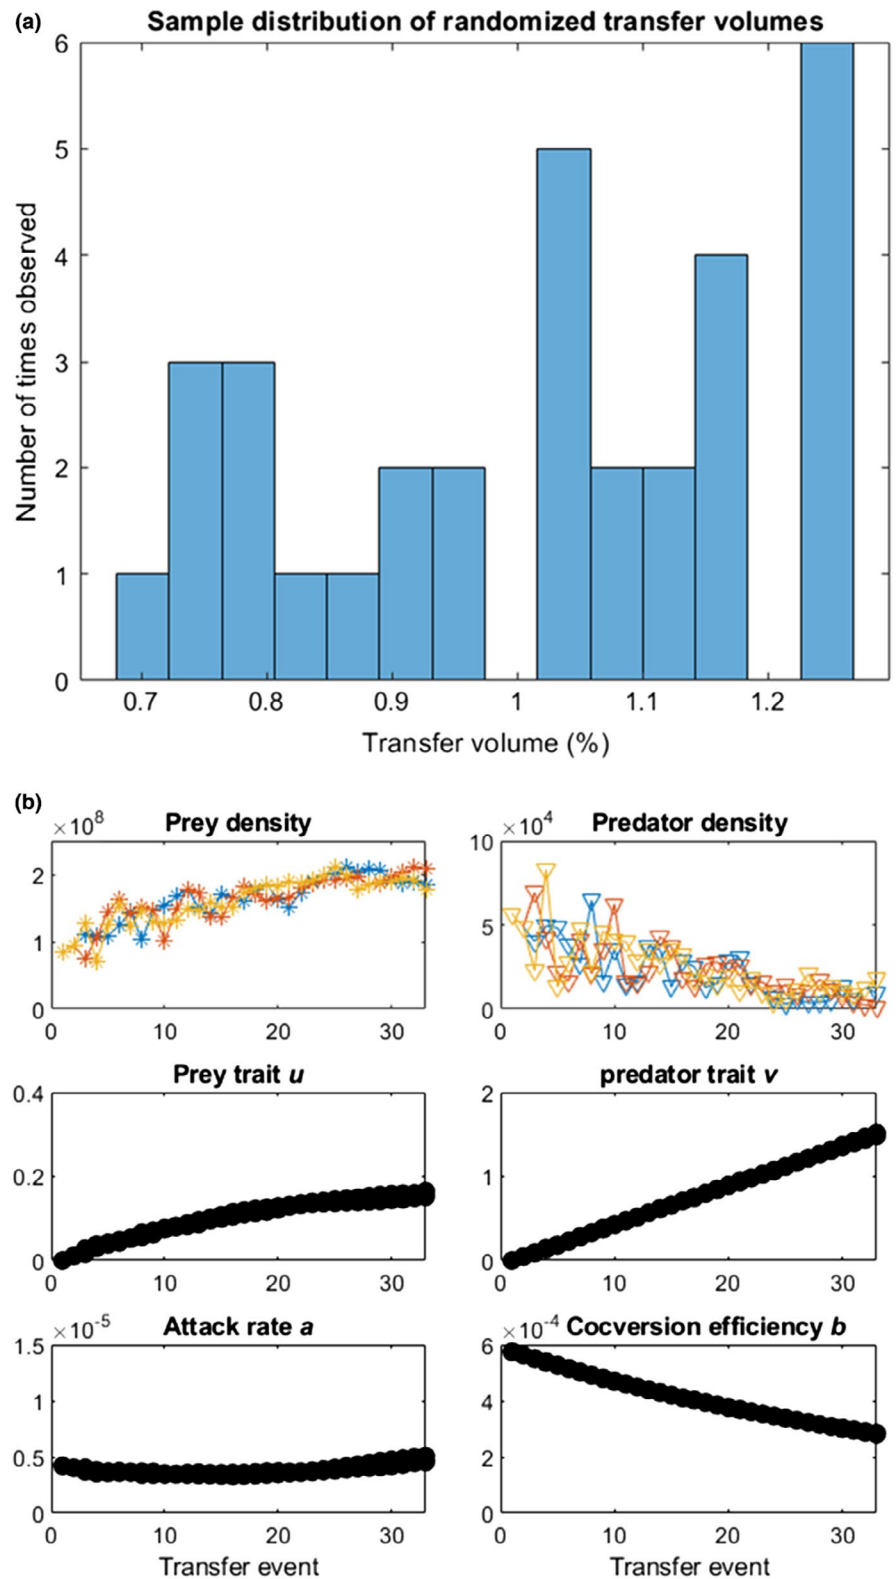 (a)
Sample distribution of randomized transfer volumes
6
5
4
3
2
1
0
Number of times observed
0.7 0.8 0.9 1 1.1 1.2
Transfer volume (%)
(b)
×10⁸ Prey density
2
1
0
0 10 20 30
×10⁴ Predator density
10
5
0
0 10 20 30
Prey trait u
0.4
0.2
0
0 10 20 30
predator trait v
2
1
0
0 10 20 30
×10⁻⁵ Attack rate a
1.5
1
0.5
0
0 10 20 30
Transfer event
×10⁻⁴ Cocversion efficiency b
6
4
2
0
0 10 20 30
Transfer event